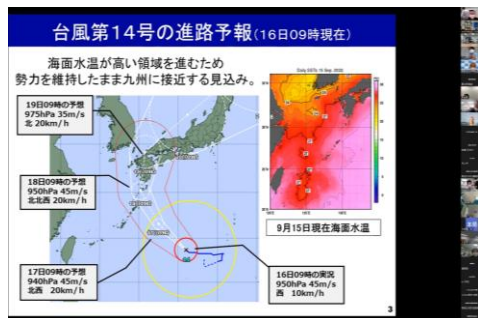 台風第14号の進路予報(16日09時現在)
海面水温が高い領域を進むため
勢力を維持したまま九州に接近する見込み。
19日09時の予想
975hPa 35m/s
北 20km/h
18日09時の予想
950hPa 45m/s
北北西 20km/h
17日09時の予想
940hPa 45m/s
北西 20km/h
16日09時の実況
950hPa 45m/s
西 10km/h
9月15日現在海面水温
3